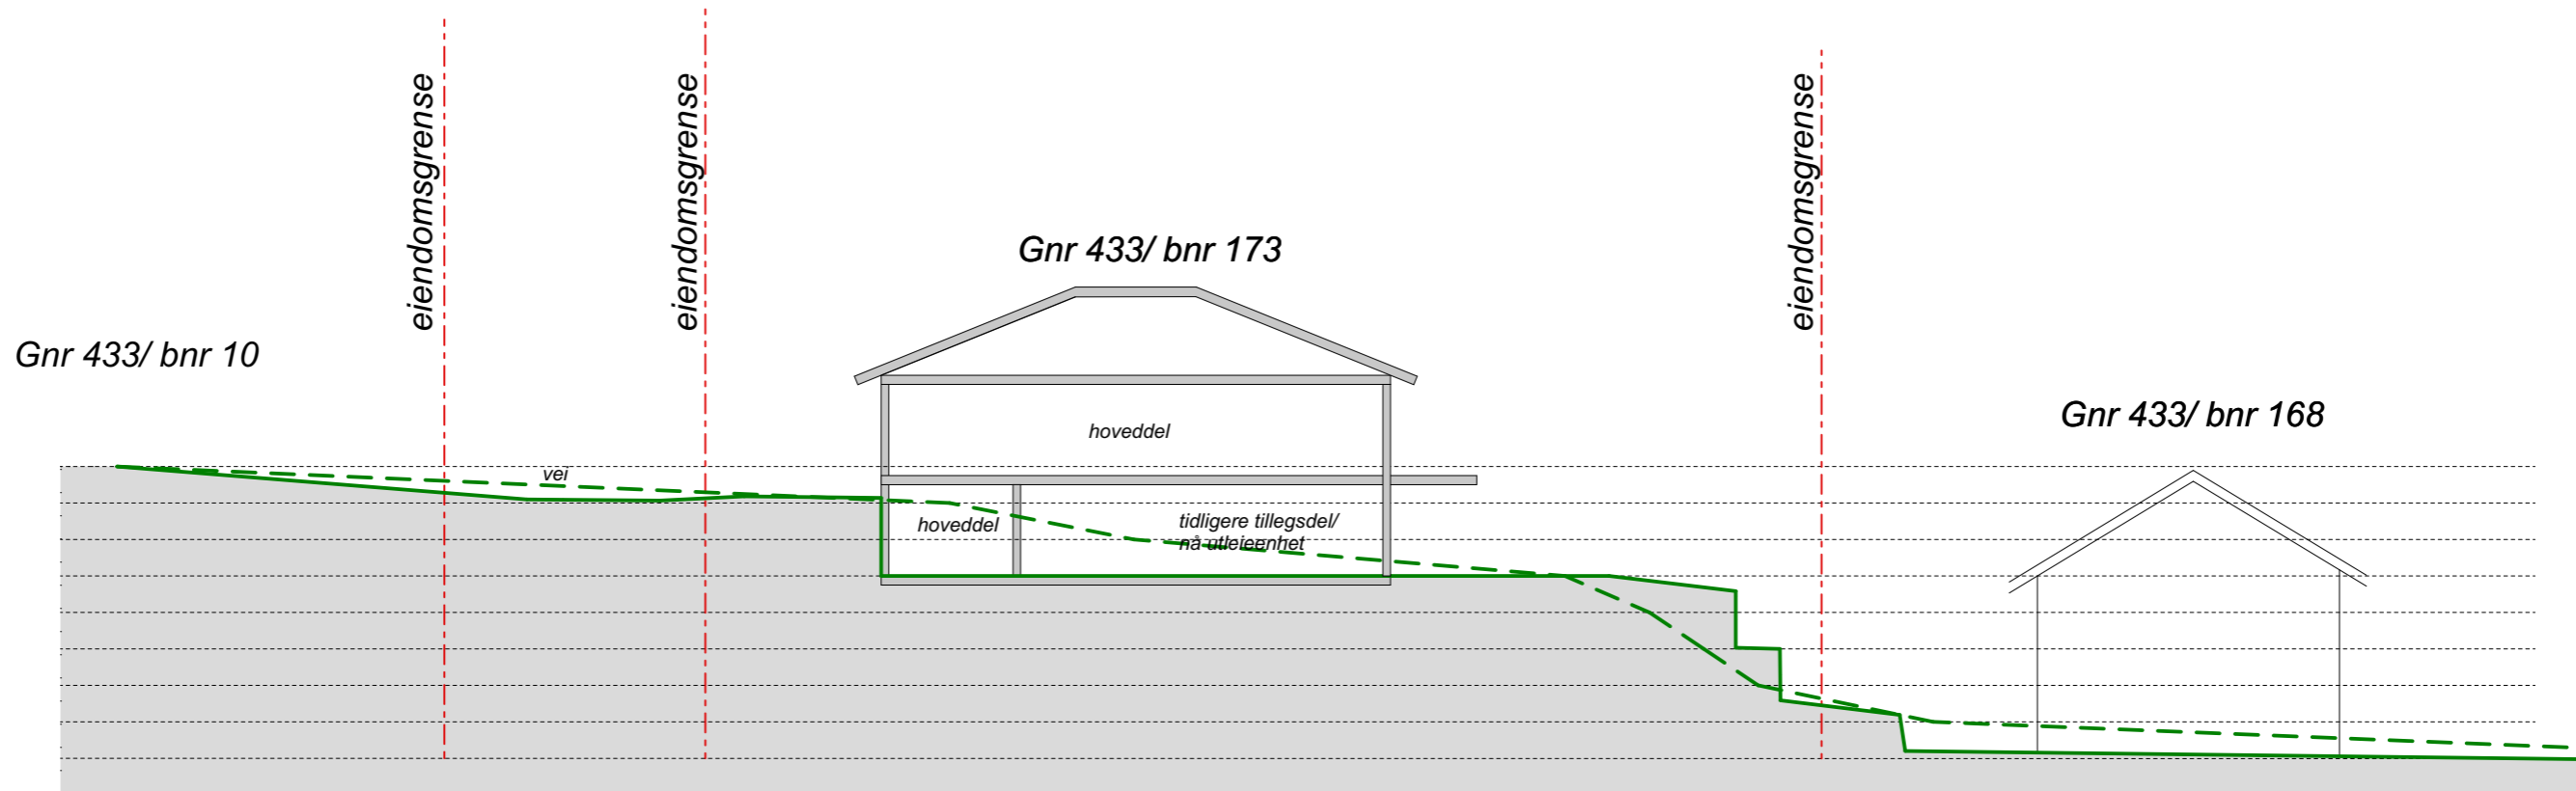 eiendomsgrense
eiendomsgrense
eiendomsgrense
Gnr 433/ bnr 173
Gnr 433/ bnr 10
Gnr 433/ bnr 168
hoveddel
vei
hoveddel
tidligere tillegsdel/
nå utleieenhet